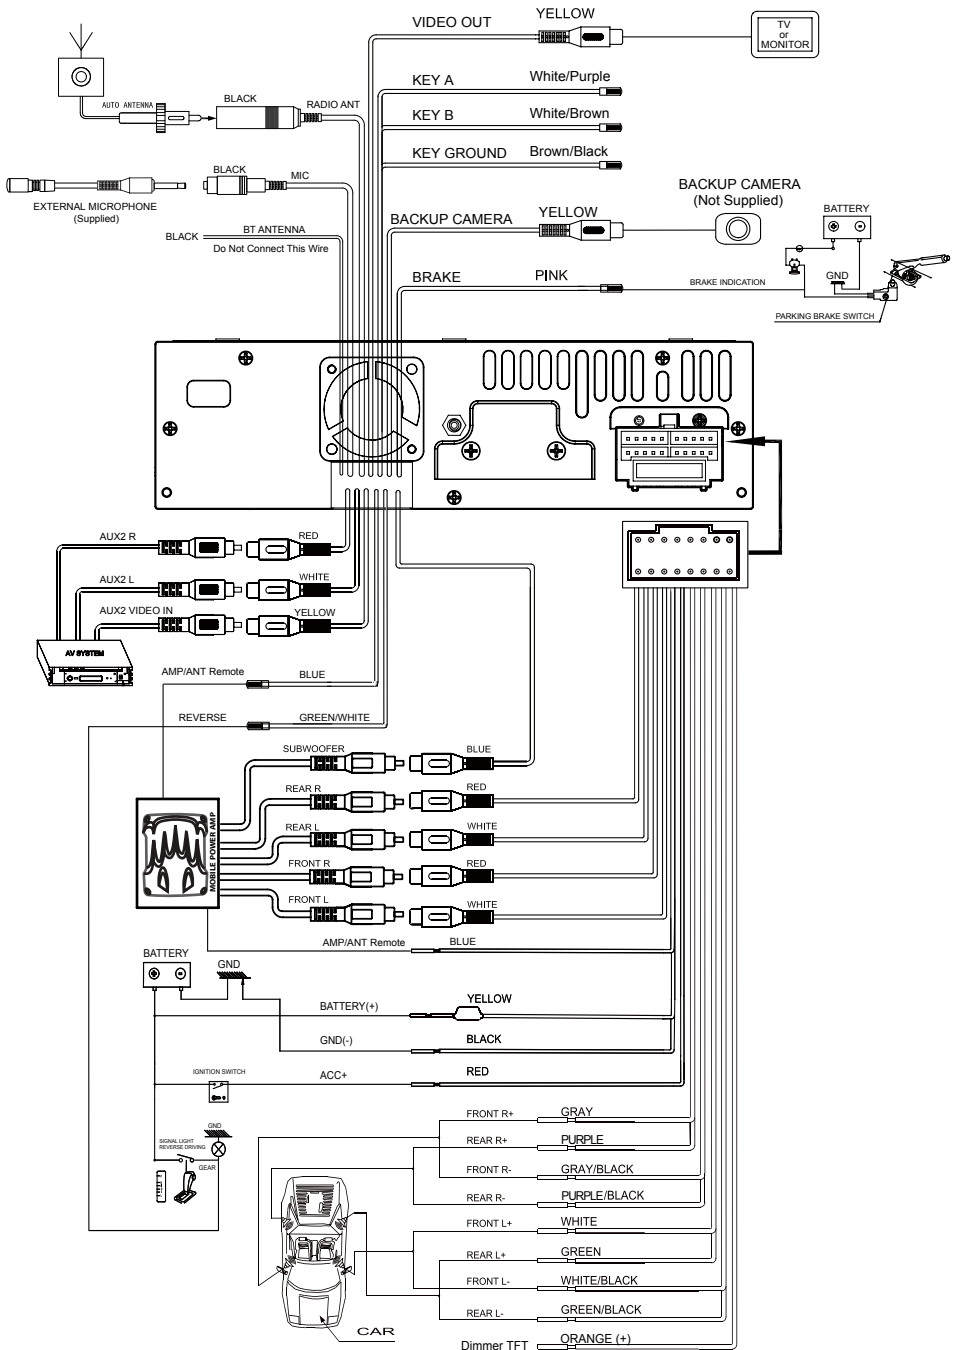 VIDEO OUT
YELLOW
TV
or
MONITOR
KEY A
White/Purple
KEY B
White/Brown
KEY GROUND
Brown/Black
AUTO ANTENNA
BLACK
RADIO ANT
BLACK
MIC
EXTERNAL MICROPHONE
(Supplied)
BLACK
BT ANTENNA
Do Not Connect This Wire
BACKUP CAMERA
YELLOW
BACKUP CAMERA
(Not Supplied)
BATTERY
BRAKE
PINK
BRAKE INDICATION
GND
PARKING BRAKE SWITCH
AUX2 R
RED
AUX2 L
WHITE
AUX2 VIDEO IN
YELLOW
AV SYSTEM
AMP/ANT Remote
BLUE
REVERSE
GREEN/WHITE
SUBWOOFER
BLUE
REAR R
RED
REAR L
WHITE
FRONT R
RED
FRONT L
WHITE
MOBILE POWER AMP
AMP/ANT Remote
BLUE
BATTERY
GND
BATTERY(+)
YELLOW
GND(-)
BLACK
IGNITION SWITCH
ACC+
RED
GND
SIGNAL LIGHT
REVERSE DRIVING
GEAR
FRONT R+
GRAY
REAR R+
PURPLE
FRONT R-
GRAY/BLACK
REAR R-
PURPLE/BLACK
FRONT L+
WHITE
REAR L+
GREEN
FRONT L-
WHITE/BLACK
REAR L-
GREEN/BLACK
CAR
Dimmer TFT
ORANGE (+)